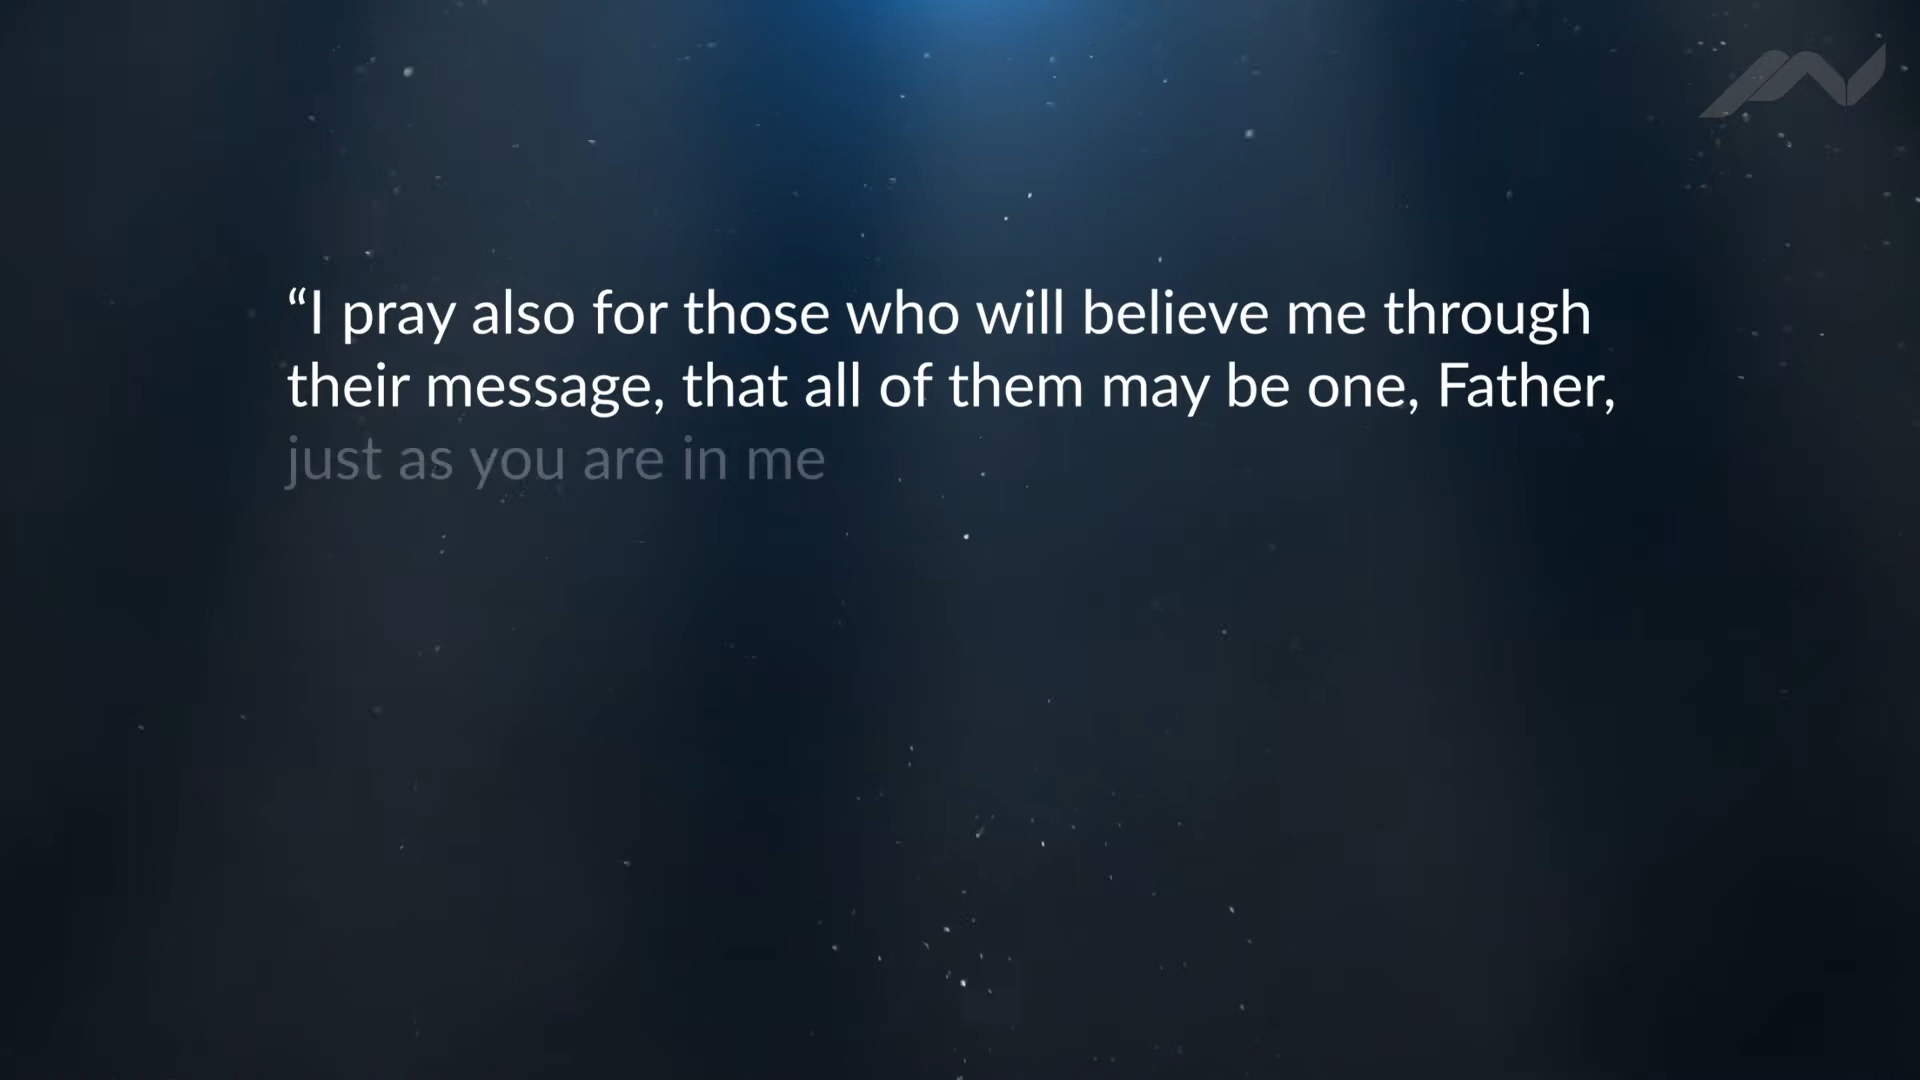 “I pray also for those who will believe me through
their message, that all of them may be one, Father,
just as you are in me